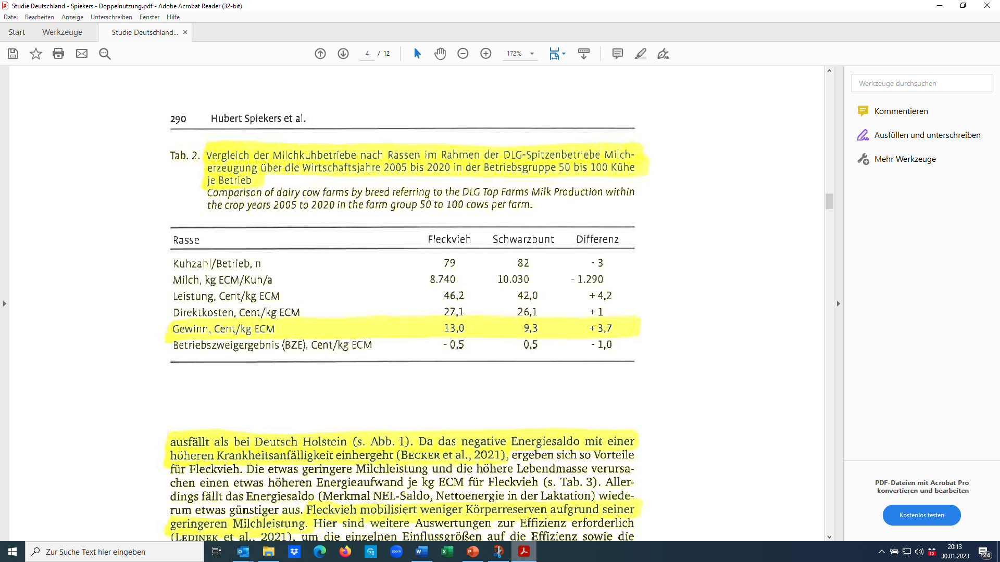 Studie Deutschland - Spiekers - Doppelnutzung.pdf - Adobe Acrobat Reader (32-bit)
Datei Bearbeiten Anzeige Unterschreiben Fenster Hilfe
Start Werkzeuge Studie Deutschland... ×
4 / 12 172%
Werkzeuge durchsuchen
Kommentieren
Ausfüllen und unterschreiben
Mehr Werkzeuge
290 Hubert Spiekers et al.
Tab. 2. Vergleich der Milchkuhbetriebe nach Rassen im Rahmen der DLG-Spitzenbetriebe Milch-
erzeugung über die Wirtschaftsjahre 2005 bis 2020 in der Betriebsgruppe 50 bis 100 Kühe
je Betrieb
Comparison of dairy cow farms by breed referring to the DLG Top Farms Milk Production within
the crop years 2005 to 2020 in the farm group 50 to 100 cows per farm.
Rasse Fleckvieh Schwarzbunt Differenz
Kuhzahl/Betrieb, n 79 82 - 3
Milch, kg ECM/Kuh/a 8.740 10.030 - 1.290
Leistung, Cent/kg ECM 46,2 42,0 + 4,2
Direktkosten, Cent/kg ECM 27,1 26,1 + 1
Gewinn, Cent/kg ECM 13,0 9,3 + 3,7
Betriebszweigergebnis (BZE), Cent/kg ECM - 0,5 0,5 - 1,0
ausfällt als bei Deutsch Holstein (s. Abb. 1). Da das negative Energiesaldo mit einer
höheren Krankheitsanfälligkeit einhergeht (BECKER et al., 2021), ergeben sich so Vorteile
für Fleckvieh. Die etwas geringere Milchleistung und die höhere Lebendmasse verursa-
chen einen etwas höheren Energieaufwand je kg ECM für Fleckvieh (s. Tab. 3). Aller-
dings fällt das Energiesaldo (Merkmal NEL-Saldo, Nettoenergie in der Laktation) wiede-
rum etwas günstiger aus. Fleckvieh mobilisiert weniger Körperreserven aufgrund seiner
geringeren Milchleistung. Hier sind weitere Auswertungen zur Effizienz erforderlich
(LEDINEK et al., 2021), um die einzelnen Einflussgrößen auf die Effizienz sowie die
PDF-Dateien mit Acrobat Pro
konvertieren und bearbeiten
Kostenlos testen
Zur Suche Text hier eingeben
zoom
10
20:13
30.01.2023
24